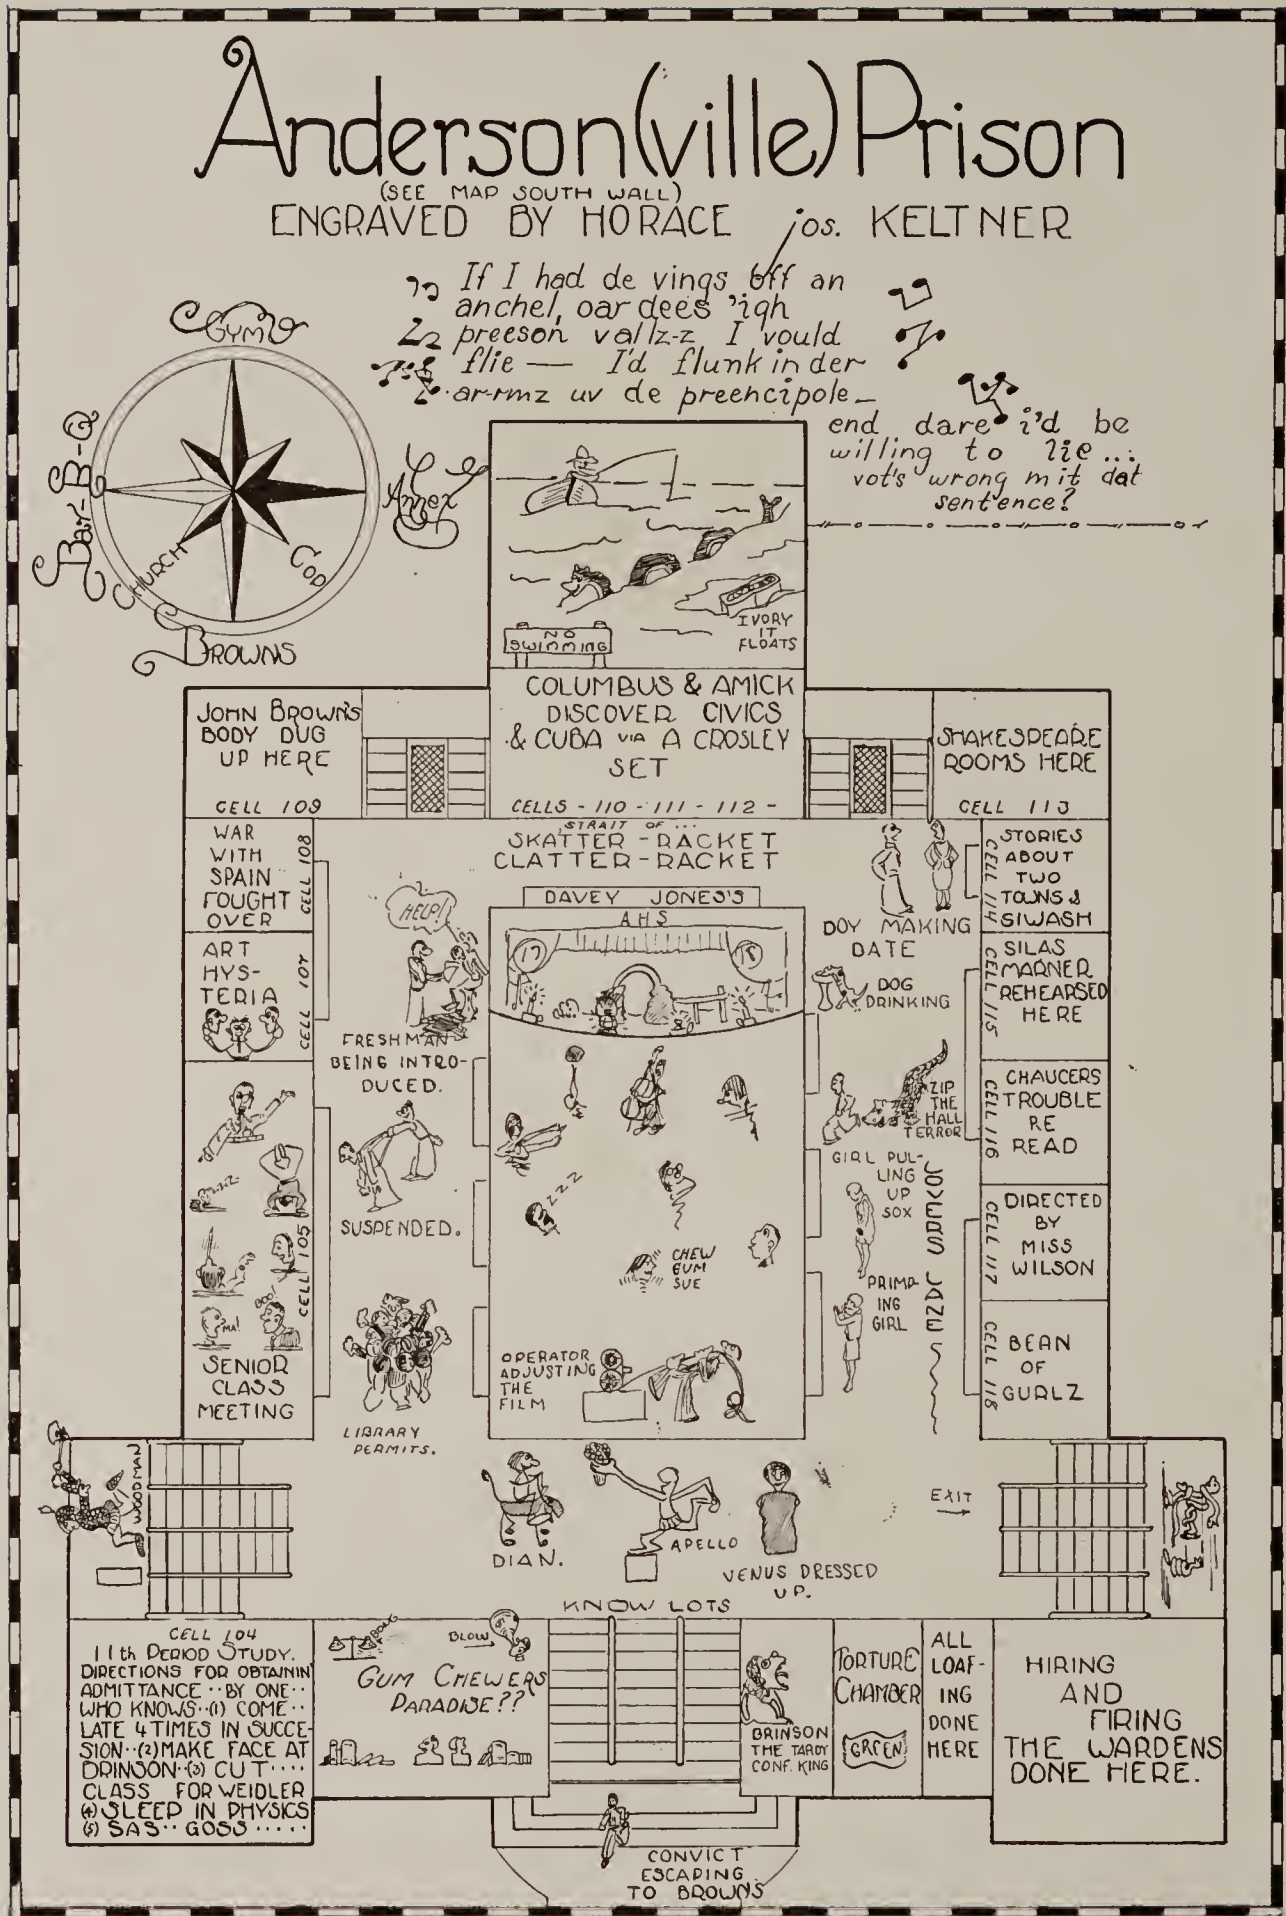 Anderson(ville) Prison
(SEE MAP SOUTH WALL)
ENGRAVED BY HORACE jos. KELTNER
If I had de vings off an
anchel, oar dees 'igh
preeson vallz-z I vould
flie — I'd flunk in der
ar-rmz uv de preencipole—
end dare i'd be
willing to lie...
vot's wrong mit dat
sentence?
GYM
BAR-B-Q
ANNEX
CHURCH
COP
BROWNS
NO
SWIMMING
IVORY
IT
FLOATS
JOHN BROWN'S
BODY DUG
UP HERE
CELL 109
COLUMBUS & AMICK
DISCOVER CIVICS
& CUBA VIA A CROSLEY
SET
CELLS - 110 - 111 - 112 -
SHAKESPEARE
ROOMS HERE
CELL 113
STRAIT OF ...
SKATTER-RACKET
CLATTER-RACKET
WAR
WITH
SPAIN
FOUGHT
OVER
CELL 108
ART
HYS-
TERIA
CELL 107
HELP!
FRESHMAN
BEING INTRO-
DUCED.
SUSPENDED.
LIBRARY
PERMITS.
MA!
CELL 105
SENIOR
CLASS
MEETING
DAVEY JONES'S
A.H.S
17
18
ZZZ
CHEW
GUM
SUE
OPERATOR
ADJUSTING
THE
FILM
BOY MAKING
DATE
DOG
DRINKING
ZIP
THE
HALL
TERROR
GIRL PUL-
LING
UP
SOX
PRIMP-
ING
GIRL
LOVERS LANE
STORIES
ABOUT
TWO
TOWNS &
SIWASH
CELL 114
SILAS
MARNER
REHEARSED
HERE
CELL 115
CHAUCERS
TROUBLE
RE
READ
CELL 116
DIRECTED
BY
MISS
WILSON
CELL 117
BEAN
OF
GURLZ
CELL 118
WOODMAN
DIAN.
APELLO
VENUS DRESSED
UP.
EXIT
KNOW LOTS
CELL 104
11th PERIOD STUDY.
DIRECTIONS FOR OBTAININ'
ADMITTANCE ·· BY ONE ··
WHO KNOWS··(1) COME ··
LATE 4 TIMES IN SUCCE-
SION··(2) MAKE FACE AT
BRINSON··(3) CUT ····
CLASS FOR WEIDLER
(4) SLEEP IN PHYSICS
(5) SAS·· GOSS ·····
BONG
BLOW
GUM CHEWERS
PARADISE??
BRINSON
THE TARDY
CONF. KING
TORTURE
CHAMBER
GREEN
ALL
LOAF-
ING
DONE
HERE
HIRING
AND
FIRING
THE WARDENS
DONE HERE.
CONVICT
ESCAPING
TO BROWNS